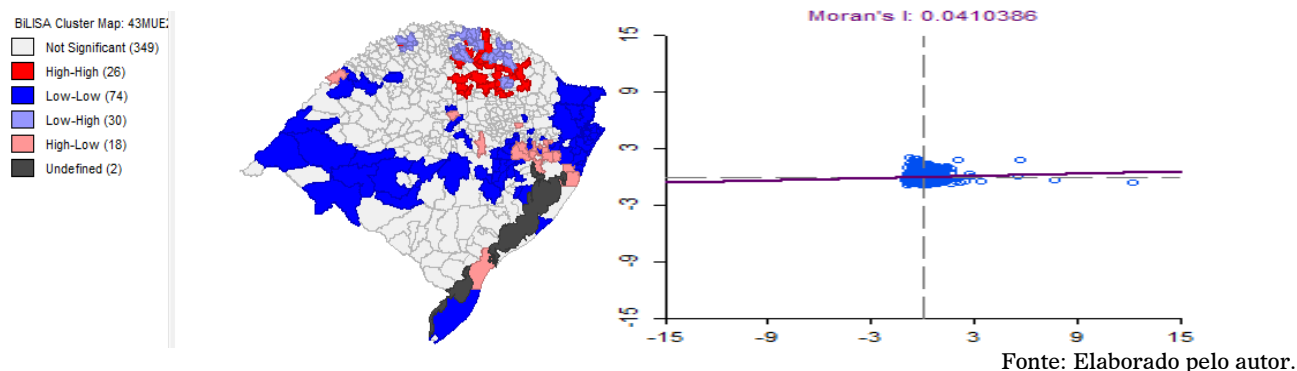 BiLISA Cluster Map: 43MUE2
Not Significant (349)
High-High (26)
Low-Low (74)
Low-High (30)
High-Low (18)
Undefined (2)
Moran's I: 0.0410386
15
9
3
-3
-9
-15
-15
-9
-3
3
9
15
Fonte: Elaborado pelo autor.